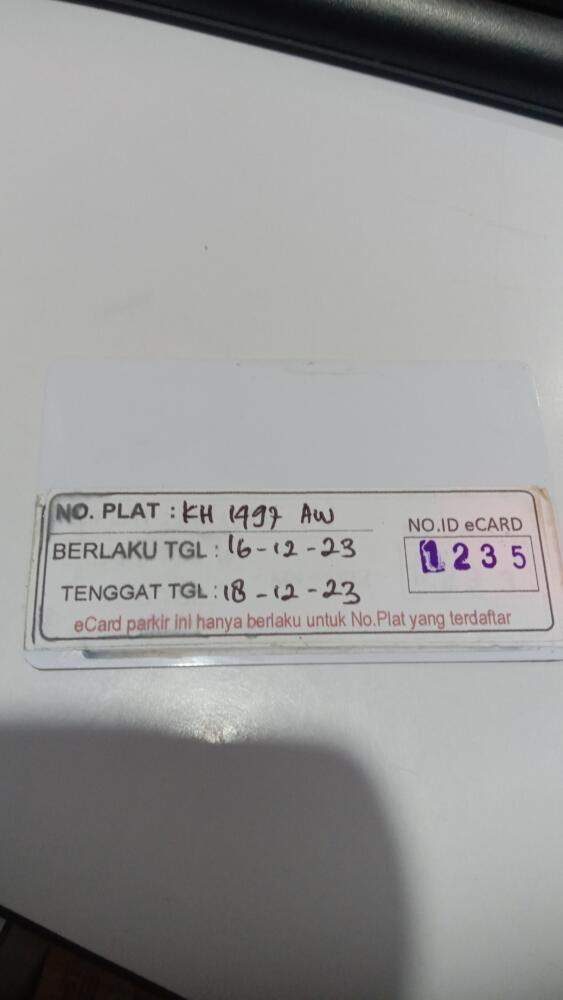 NO. PLAT : KH 1497 AW
NO.ID eCARD
BERLAKU TGL : 16-12-23
1235
TENGGAT TGL : 18-12-23
eCard parkir ini hanya berlaku untuk No.Plat yang terdaftar